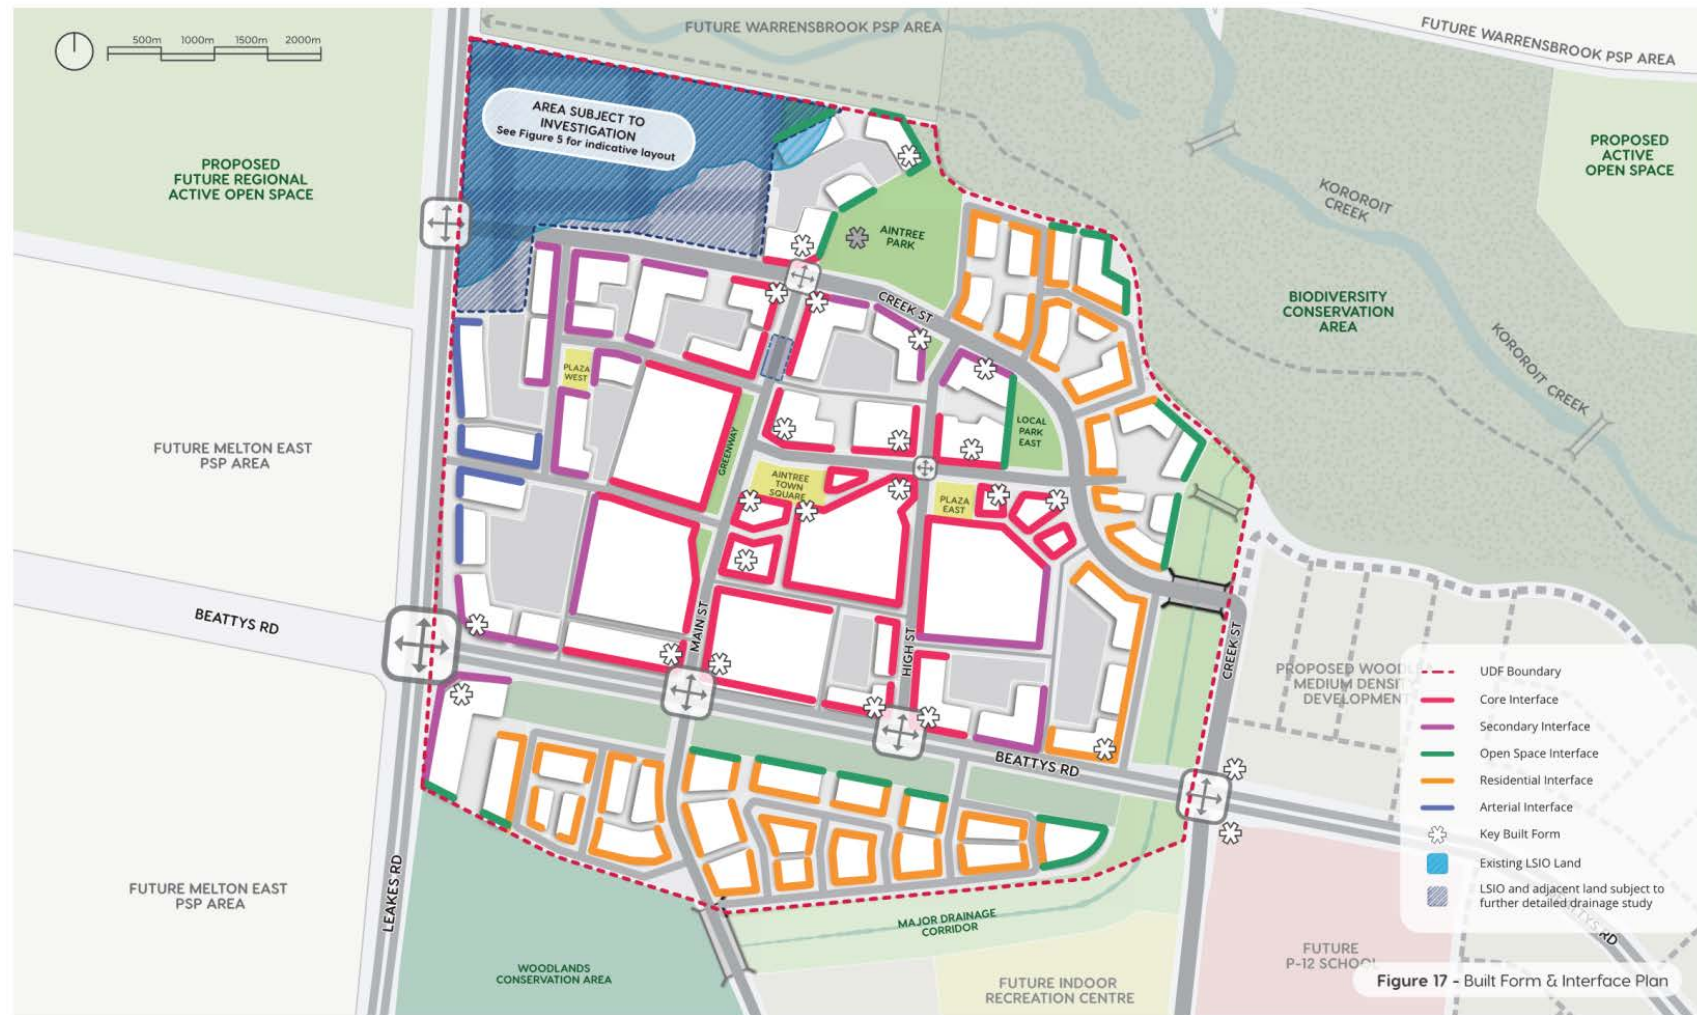 500m 1000m 1500m 2000m
FUTURE WARRENSBROOK PSP AREA
FUTURE WARRENSBROOK PSP AREA
AREA SUBJECT TO
INVESTIGATION
See Figure 5 for indicative layout
PROPOSED
FUTURE REGIONAL
ACTIVE OPEN SPACE
PROPOSED
ACTIVE
OPEN SPACE
KOROROIT
CREEK
AINTREE
PARK
CREEK ST
BIODIVERSITY
CONSERVATION
AREA
KOROROIT CREEK
PLAZA
WEST
GREENWAY
LOCAL
PARK
EAST
FUTURE MELTON EAST
PSP AREA
AINTREE
TOWN
SQUARE
PLAZA
EAST
BEATTYS RD
MAIN ST
HIGH ST
CREEK ST
PROPOSED
MEDIUM DENSITY
DEVELOPMENT
BEATTYS RD
UDF Boundary
Core Interface
Secondary Interface
Open Space Interface
Residential Interface
Arterial Interface
Key Built Form
Existing LSIO Land
LSIO and adjacent land subject to
further detailed drainage study
FUTURE MELTON EAST
PSP AREA
LEAKES RD
MAJOR DRAINAGE
CORRIDOR
RD
WOODLANDS
CONSERVATION AREA
FUTURE INDOOR
RECREATION CENTRE
FUTURE
P-12 SCHOOL
Figure 17 - Built Form & Interface Plan